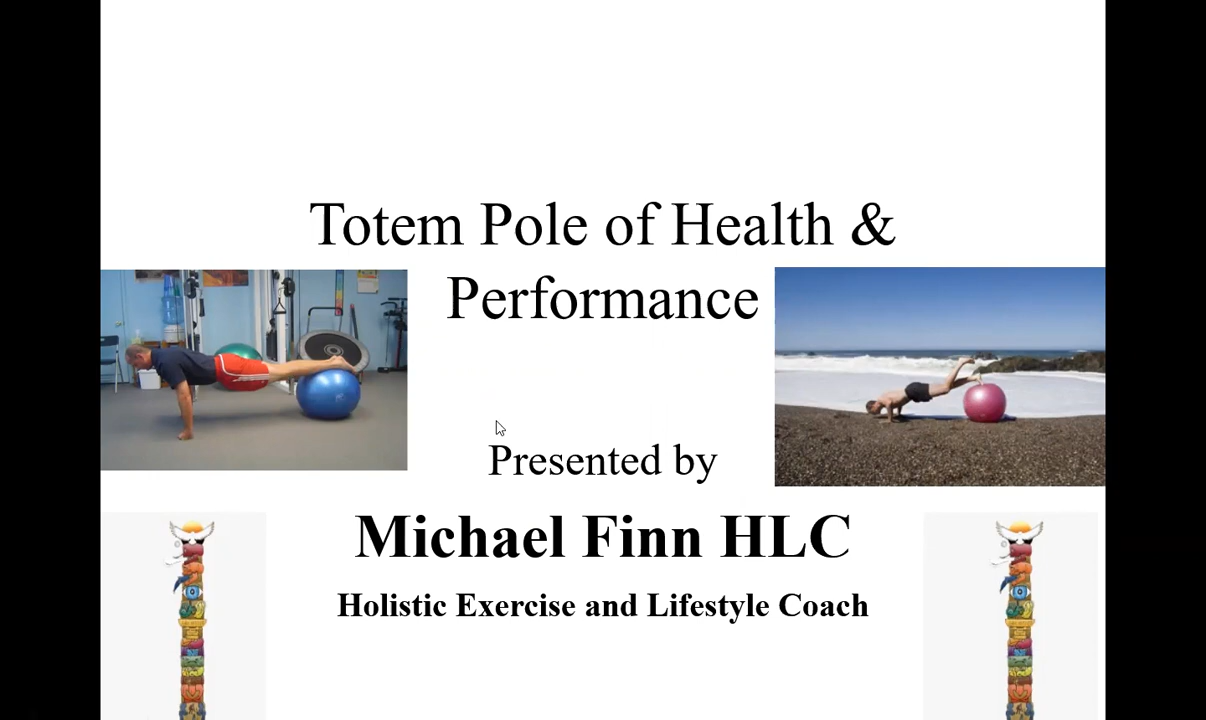 Totem Pole of Health &
Performance
Presented by
Michael Finn HLC
Holistic Exercise and Lifestyle Coach